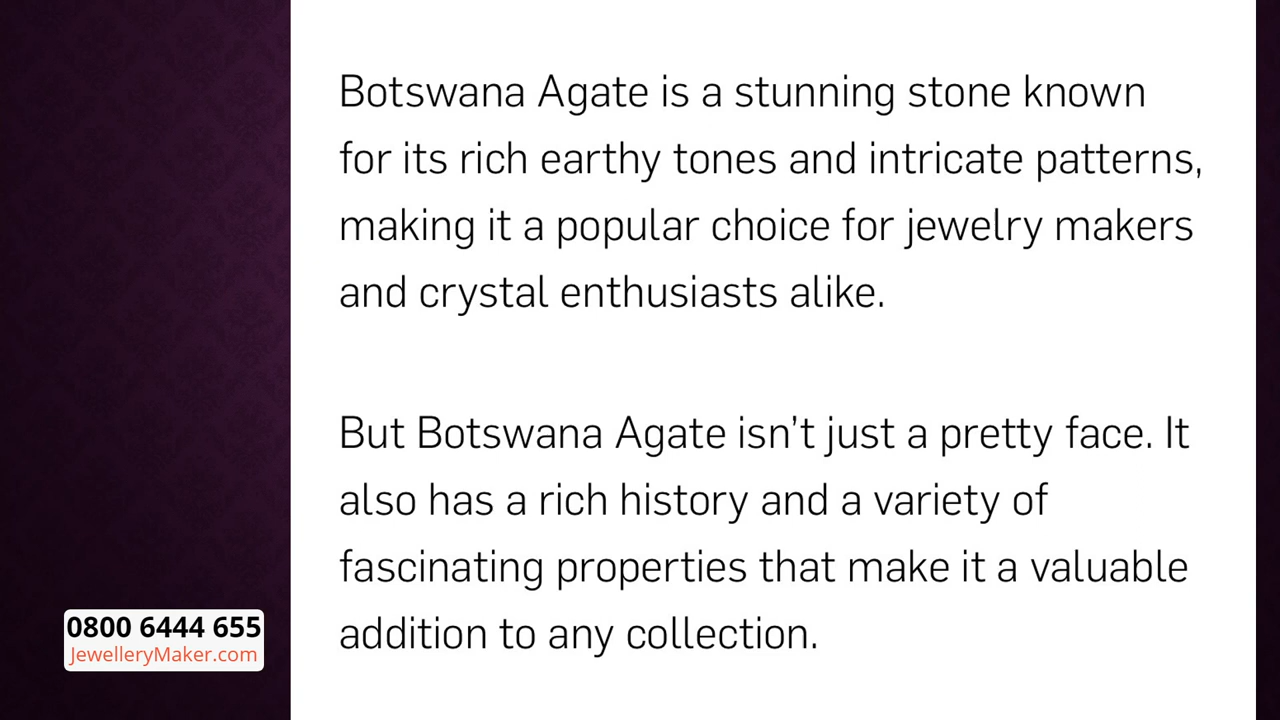 Botswana Agate is a stunning stone known
for its rich earthy tones and intricate patterns,
making it a popular choice for jewelry makers
and crystal enthusiasts alike.
But Botswana Agate isn’t just a pretty face. It
also has a rich history and a variety of
fascinating properties that make it a valuable
addition to any collection.
0800 6444 655
JewelleryMaker.com